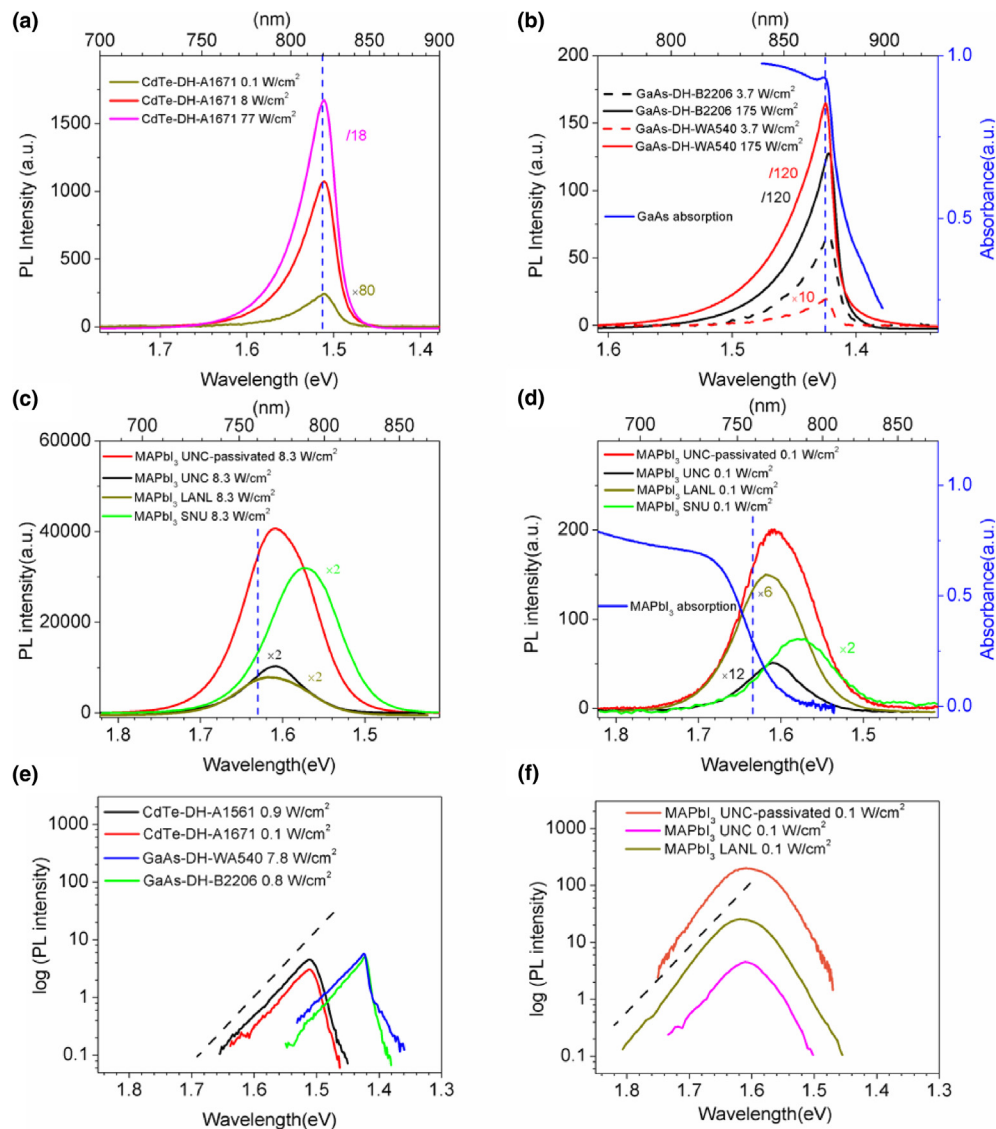 (a)
(nm)
700 750 800 850 900
CdTe-DH-A1671 0.1 W/cm²
CdTe-DH-A1671 8 W/cm²
CdTe-DH-A1671 77 W/cm²
/18
×80
PL Intensity (a.u.)
1500
1000
500
0
1.7 1.6 1.5 1.4
Wavelength (eV)
(b)
(nm)
800 850 900
GaAs-DH-B2206 3.7 W/cm²
GaAs-DH-B2206 175 W/cm²
GaAs-DH-WA540 3.7 W/cm²
GaAs-DH-WA540 175 W/cm²
/120
/120
GaAs absorption
×10
PL Intensity (a.u.)
200
150
100
50
0
Absorbance(a.u.)
1.0
0.5
0.0
1.6 1.5 1.4
Wavelength (eV)
(c)
(nm)
700 750 800 850
MAPbI₃ UNC-passivated 8.3 W/cm²
MAPbI₃ UNC 8.3 W/cm²
MAPbI₃ LANL 8.3 W/cm²
MAPbI₃ SNU 8.3 W/cm²
×2
×2
×2
PL intensity(a.u.)
60000
40000
20000
0
1.8 1.7 1.6 1.5
Wavelength(eV)
(d)
(nm)
700 750 800 850
MAPbI₃ UNC-passivated 0.1 W/cm²
MAPbI₃ UNC 0.1 W/cm²
MAPbI₃ LANL 0.1 W/cm²
MAPbI₃ SNU 0.1 W/cm²
MAPbI₃ absorption
×6
×12
×2
PL intensity(a.u.)
300
200
100
0
Absorbance(a.u.)
1.0
0.5
0.0
1.8 1.7 1.6 1.5
Wavelength(eV)
(e)
CdTe-DH-A1561 0.9 W/cm²
CdTe-DH-A1671 0.1 W/cm²
GaAs-DH-WA540 7.8 W/cm²
GaAs-DH-B2206 0.8 W/cm²
log (PL intensity)
1000
100
10
1
0.1
1.8 1.7 1.6 1.5 1.4 1.3
Wavelength(eV)
(f)
MAPbI₃ UNC-passivated 0.1 W/cm²
MAPbI₃ UNC 0.1 W/cm²
MAPbI₃ LANL 0.1 W/cm²
log (PL intensity)
1000
100
10
1
0.1
1.8 1.7 1.6 1.5 1.4 1.3
Wavelength(eV)